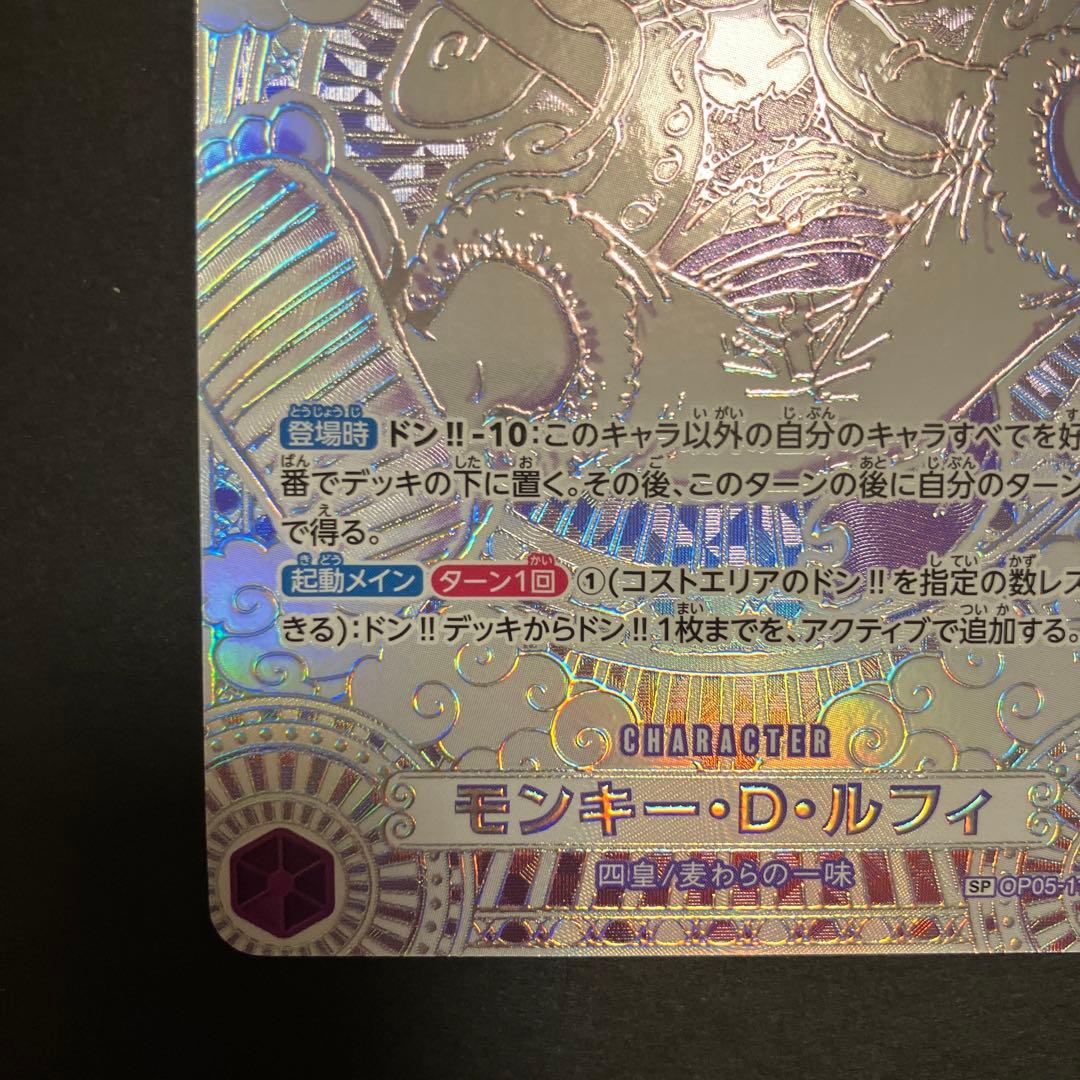 登場時 ドン!!-10:このキャラ以外の自分のキャラすべてを好
番でデッキの下に置く。その後、このターンの後に自分のターン
で得る。
起動メイン ターン1回 ①(コストエリアのドン!!を指定の数レス
きる):ドン!!デッキからドン!!1枚までを、アクティブで追加する。
CHARACTER
モンキー・D・ルフィ
四皇/麦わらの一味
SP OP05-1